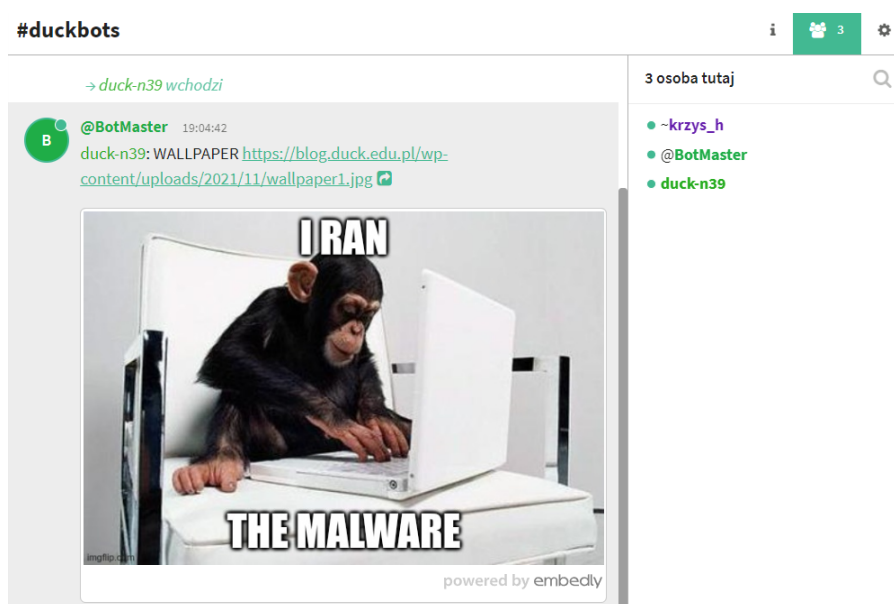 #duckbots
i
3
→ duck-n39 wchodzi
3 osoba tutaj
B
@BotMaster 19:04:42
duck-n39: WALLPAPER https://blog.duck.edu.pl/wp-
content/uploads/2021/11/wallpaper1.jpg
~krzys_h
@BotMaster
duck-n39
I RAN
THE MALWARE
imgflip.com
powered by embedly